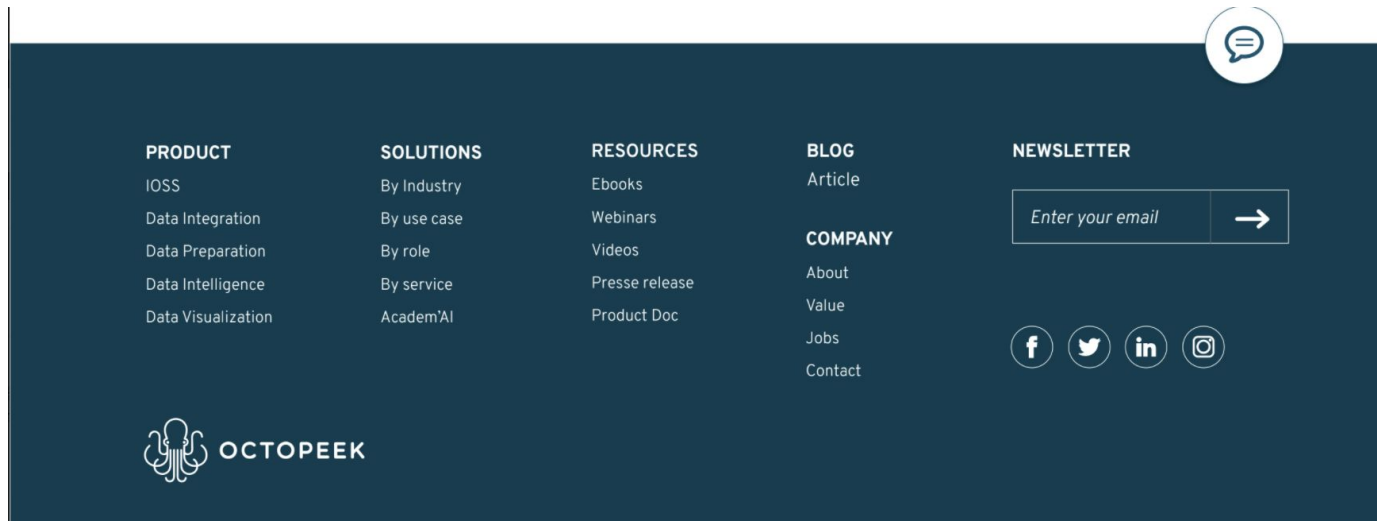 PRODUCT
IOSS
Data Integration
Data Preparation
Data Intelligence
Data Visualization
SOLUTIONS
By Industry
By use case
By role
By service
Academ'AI
RESOURCES
Ebooks
Webinars
Videos
Presse release
Product Doc
BLOG
Article
COMPANY
About
Value
Jobs
Contact
NEWSLETTER
Enter your email
OCTOPEEK